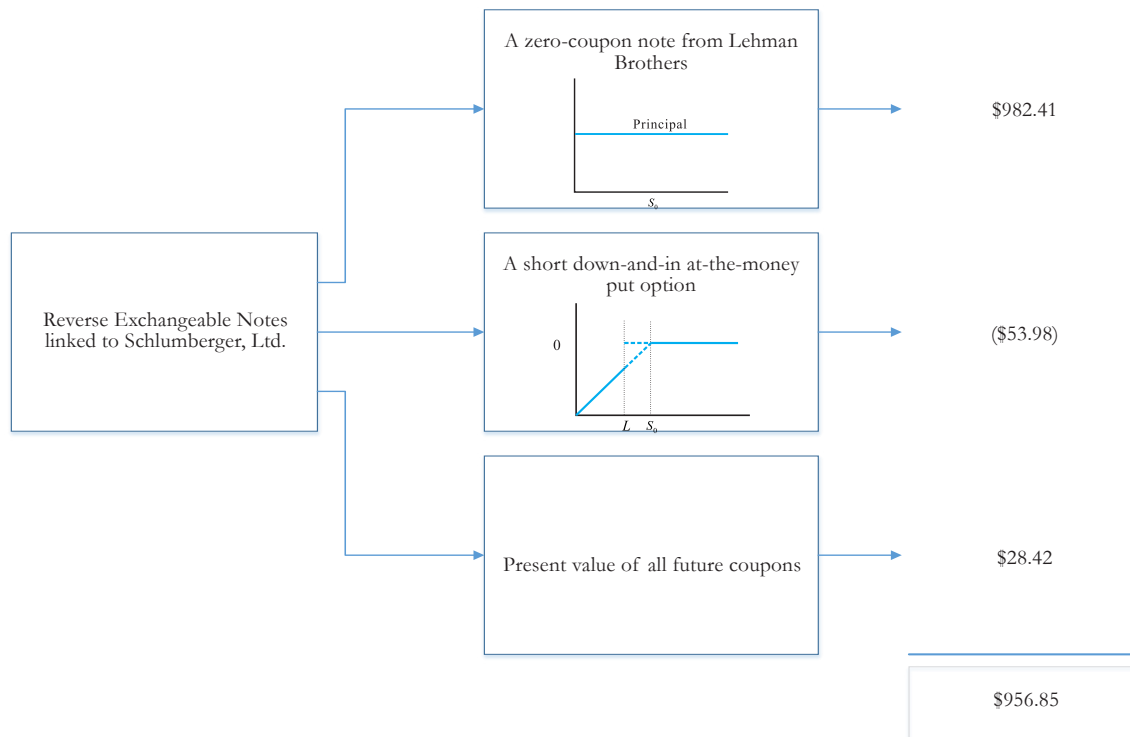 A zero-coupon note from Lehman
Brothers
Principal
S₀
$982.41
Reverse Exchangeable Notes
linked to Schlumberger, Ltd.
A short down-and-in at-the-money
put option
0
L
S₀
($53.98)
Present value of all future coupons
$28.42
$956.85